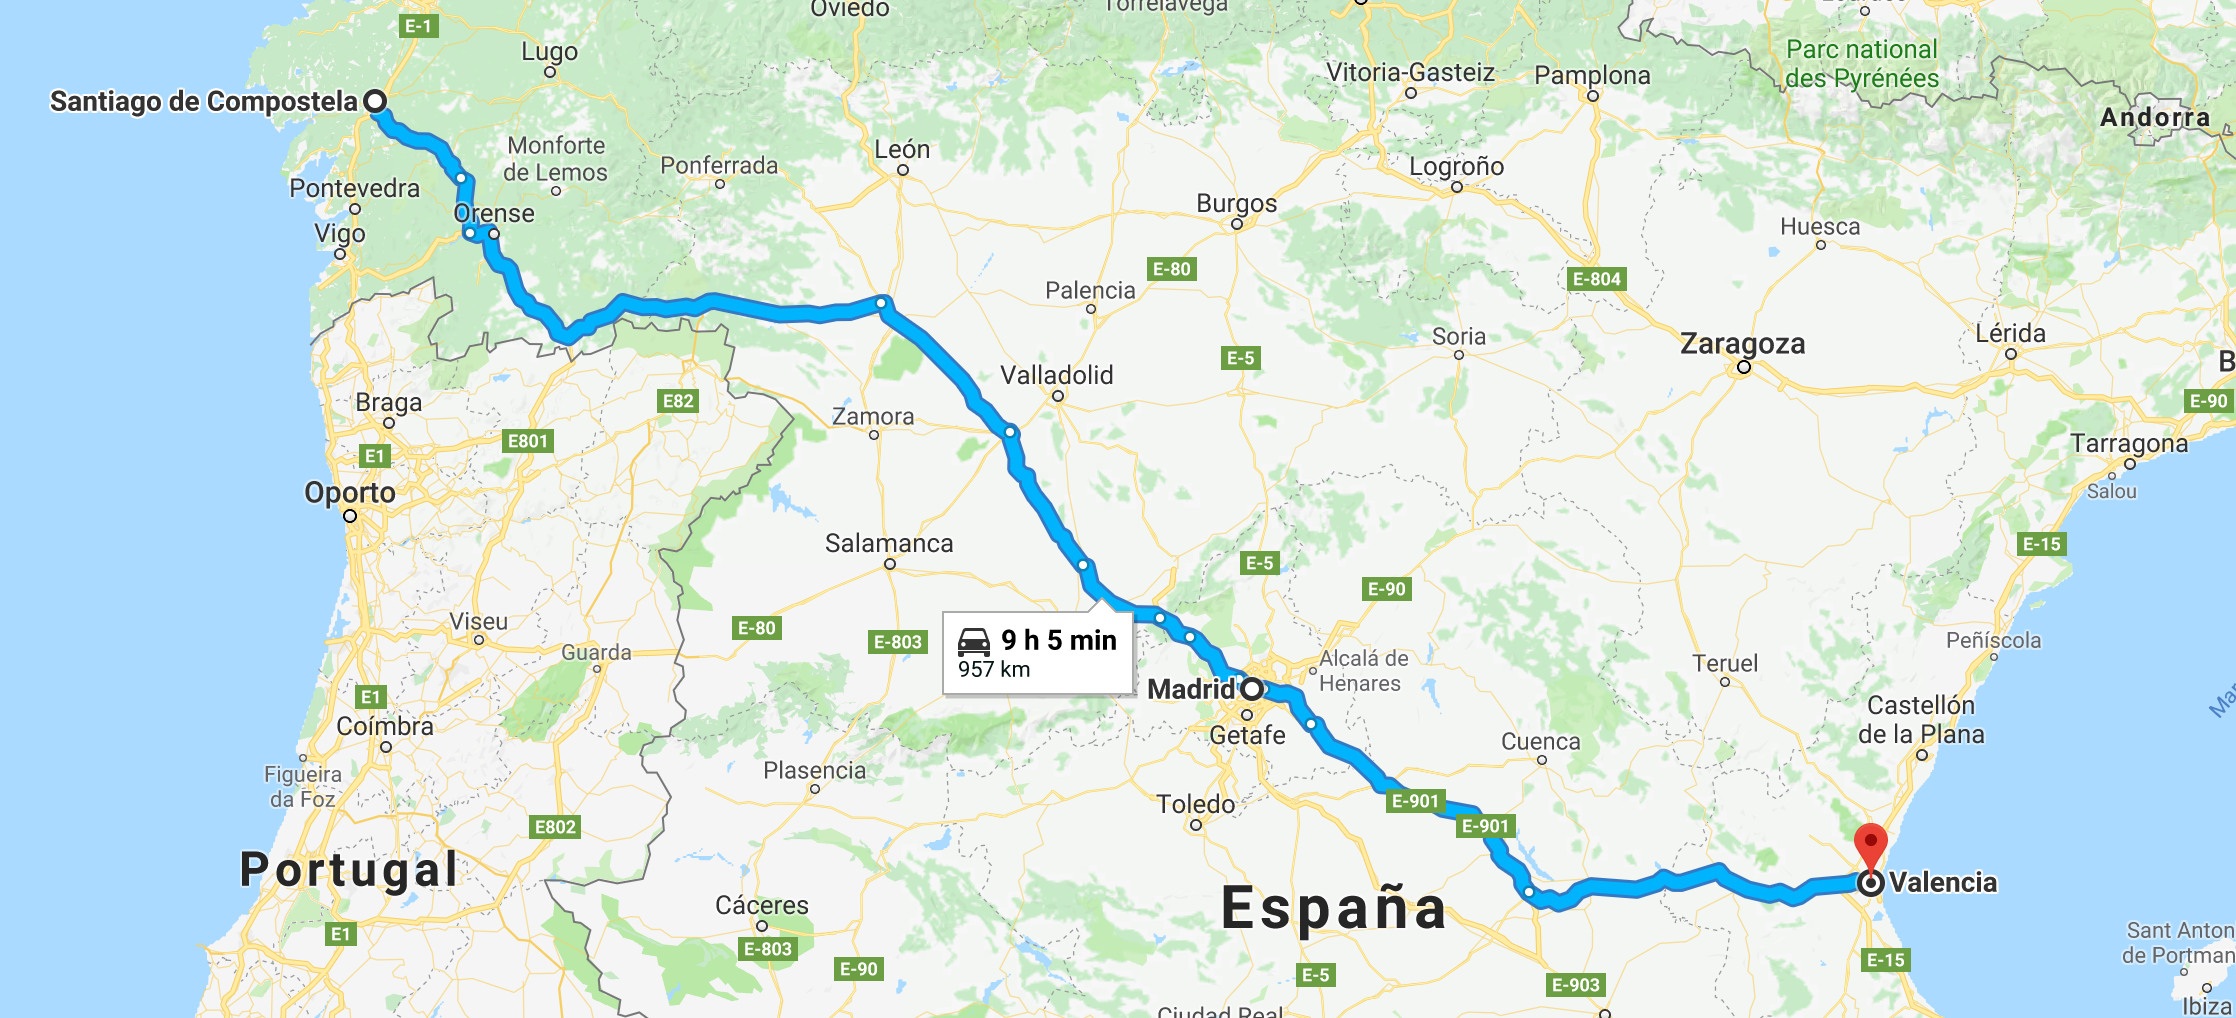 Oviedo
Torrelavega
E-1
Lugo
Parc national
des Pyrénées
Vitoria-Gasteiz
Pamplona
Santiago de Compostela
Andorra
Monforte
de Lemos
Ponferrada
León
Logroño
Pontevedra
Orense
Burgos
Vigo
Huesca
E-80
E-804
Palencia
Soria
Zaragoza
Lérida
E-5
B
Valladolid
Braga
E82
Zamora
E-90
E801
E1
Tarragona
Oporto
Salou
Salamanca
E-15
E-5
E-90
Viseu
E-80
E-803
9 h 5 min
957 km
Peñíscola
Guarda
Alcalá de
Henares
Teruel
Madrid
E1
Coímbra
Getafe
Castellón
de la Plana
Mar
Cuenca
Plasencia
Figueira
da Foz
Toledo
E-901
E802
E-901
Portugal
España
Valencia
Cáceres
E1
E-803
E-90
Sant Anton
de Portman
E-15
E-5
E-903
Ibiza
Ciudad Real